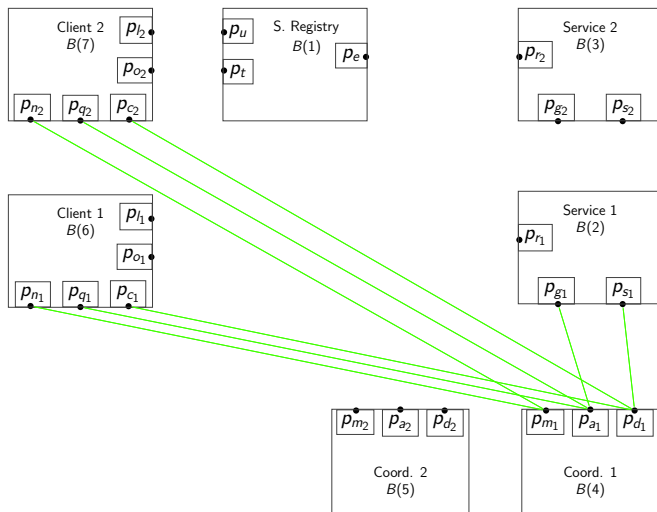 Client 2
B(7)
p_{l_2}
p_{o_2}
p_{n_2} p_{q_2} p_{c_2}
S. Registry
B(1)
p_u
p_t
p_e
Service 2
B(3)
p_{r_2}
p_{g_2} p_{s_2}
Client 1
B(6)
p_{l_1}
p_{o_1}
p_{n_1} p_{q_1} p_{c_1}
Service 1
B(2)
p_{r_1}
p_{g_1} p_{s_1}
p_{m_2} p_{a_2} p_{d_2}
Coord. 2
B(5)
p_{m_1} p_{a_1} p_{d_1}
Coord. 1
B(4)